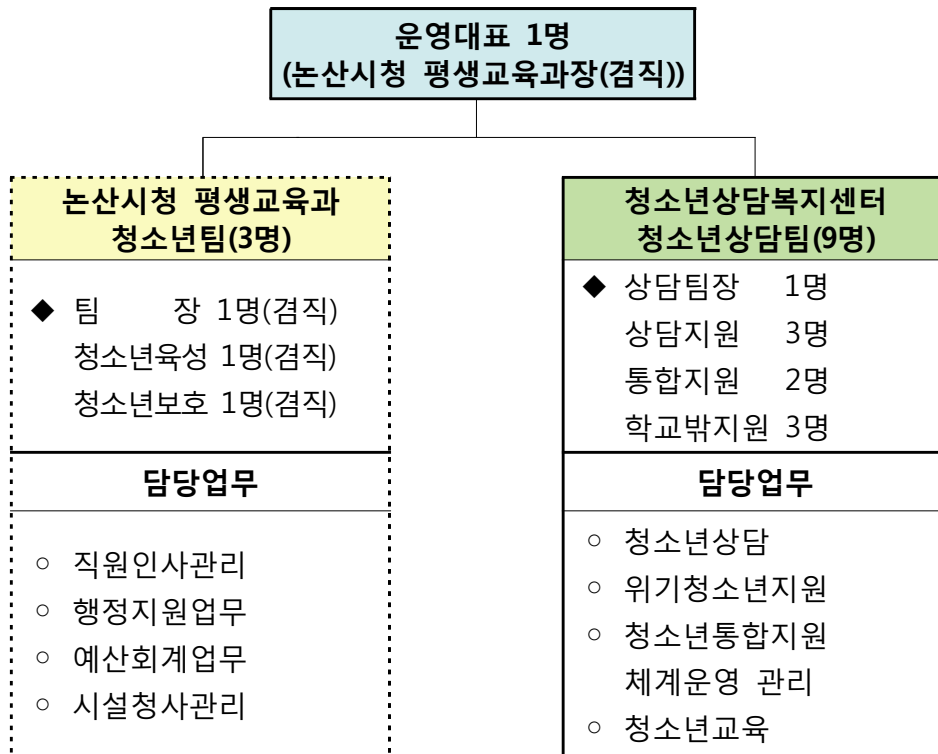 운영대표 1명
(논산시청 평생교육과장(겸직))
논산시청 평생교육과
청소년팀(3명)
◆ 팀 장 1명(겸직)
청소년육성 1명(겸직)
청소년보호 1명(겸직)
담당업무
○ 직원인사관리
○ 행정지원업무
○ 예산회계업무
○ 시설청사관리
청소년상담복지센터
청소년상담팀(9명)
◆ 상담팀장 1명
상담지원 3명
통합지원 2명
학교밖지원 3명
담당업무
○ 청소년상담
○ 위기청소년지원
○ 청소년통합지원
체계운영 관리
○ 청소년교육